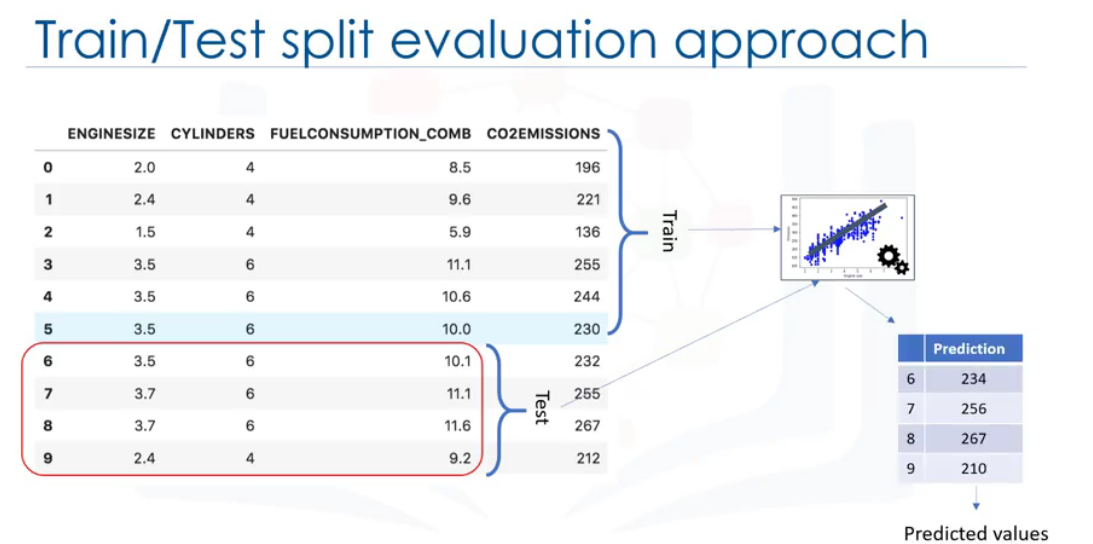 Train/Test split evaluation approach
ENGINESIZE CYLINDERS FUELCONSUMPTION_COMB CO2EMISSIONS
0 2.0 4 8.5 196
1 2.4 4 9.6 221
2 1.5 4 5.9 136
3 3.5 6 11.1 255
4 3.5 6 10.6 244
5 3.5 6 10.0 230
6 3.5 6 10.1 232
7 3.7 6 11.1 255
8 3.7 6 11.6 267
9 2.4 4 9.2 212
Train
Test
Prediction
6 234
7 256
8 267
9 210
Predicted values